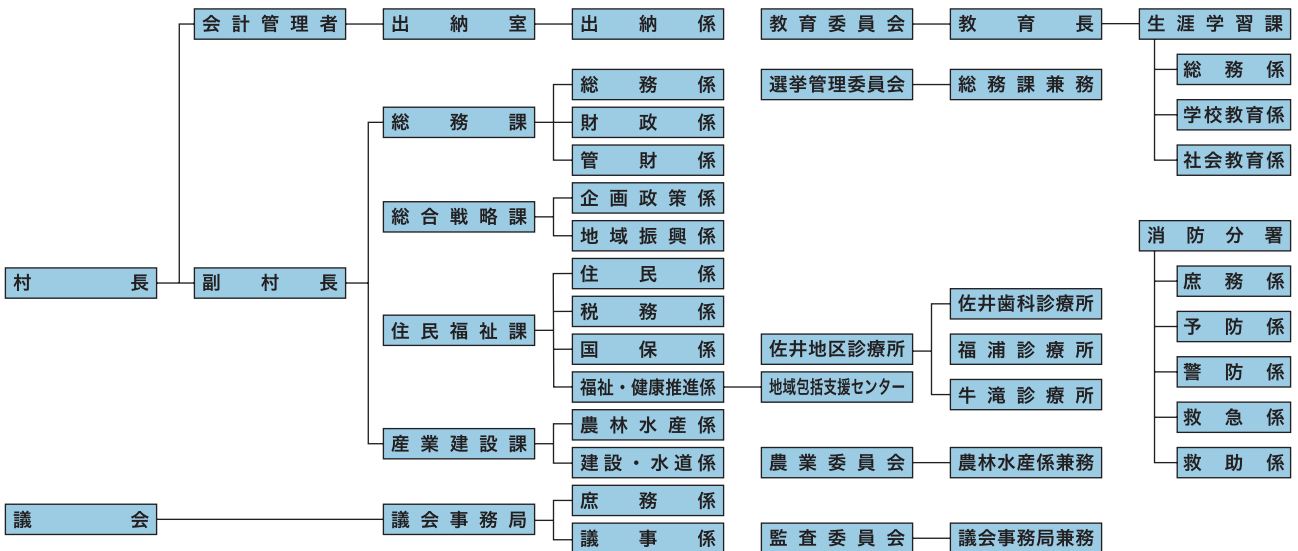 会計管理者
出納室
出納係
教育委員会
教育長
生涯学習課
総務係
選挙管理委員会
総務課兼務
総務係
総務課
財政係
学校教育係
管財係
社会教育係
企画政策係
総合戦略課
地域振興係
消防分署
村長
副村長
住民係
庶務係
税務係
佐井歯科診療所
予防係
住民福祉課
国保係
佐井地区診療所
福浦診療所
福祉・健康推進係
地域包括支援センター
牛滝診療所
警防係
農林水産係
救急係
産業建設課
建設・水道係
農業委員会
農林水産係兼務
救助係
庶務係
議会
議会事務局
議事係
監査委員会
議会事務局兼務